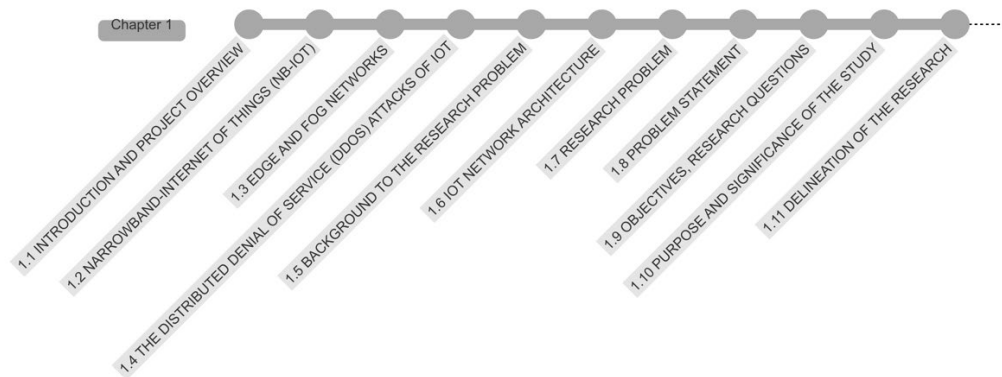 Chapter 1
1.1 INTRODUCTION AND PROJECT OVERVIEW
1.2 NARROWBAND-INTERNET OF THINGS (NB-IOT)
1.3 EDGE AND FOG NETWORKS
1.4 THE DISTRIBUTED DENIAL OF SERVICE (DDOS) ATTACKS OF IOT
1.5 BACKGROUND TO THE RESEARCH PROBLEM
1.6 IOT NETWORK ARCHITECTURE
1.7 RESEARCH PROBLEM
1.8 PROBLEM STATEMENT
1.9 OBJECTIVES, RESEARCH QUESTIONS
1.10 PURPOSE AND SIGNIFICANCE OF THE STUDY
1.11 DELINEATION OF THE RESEARCH